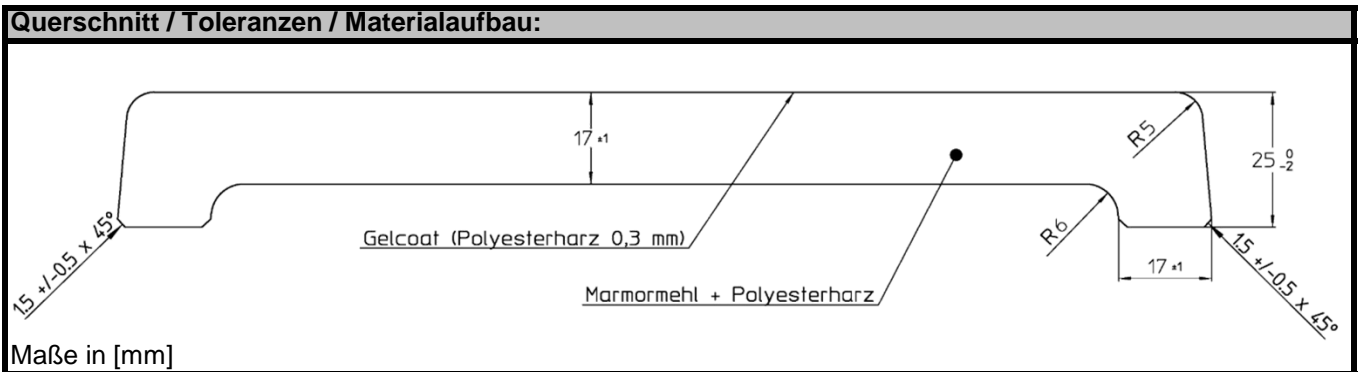 Querschnitt / Toleranzen / Materialaufbau:
17 ±1
R5
25 0
-2
1.5 +/-0.5 x 45°
Gelcoat (Polyesterharz 0,3 mm)
R6
17 ±1
1.5 +/-0.5 x 45°
Marmormehl + Polyesterharz
Maße in [mm]